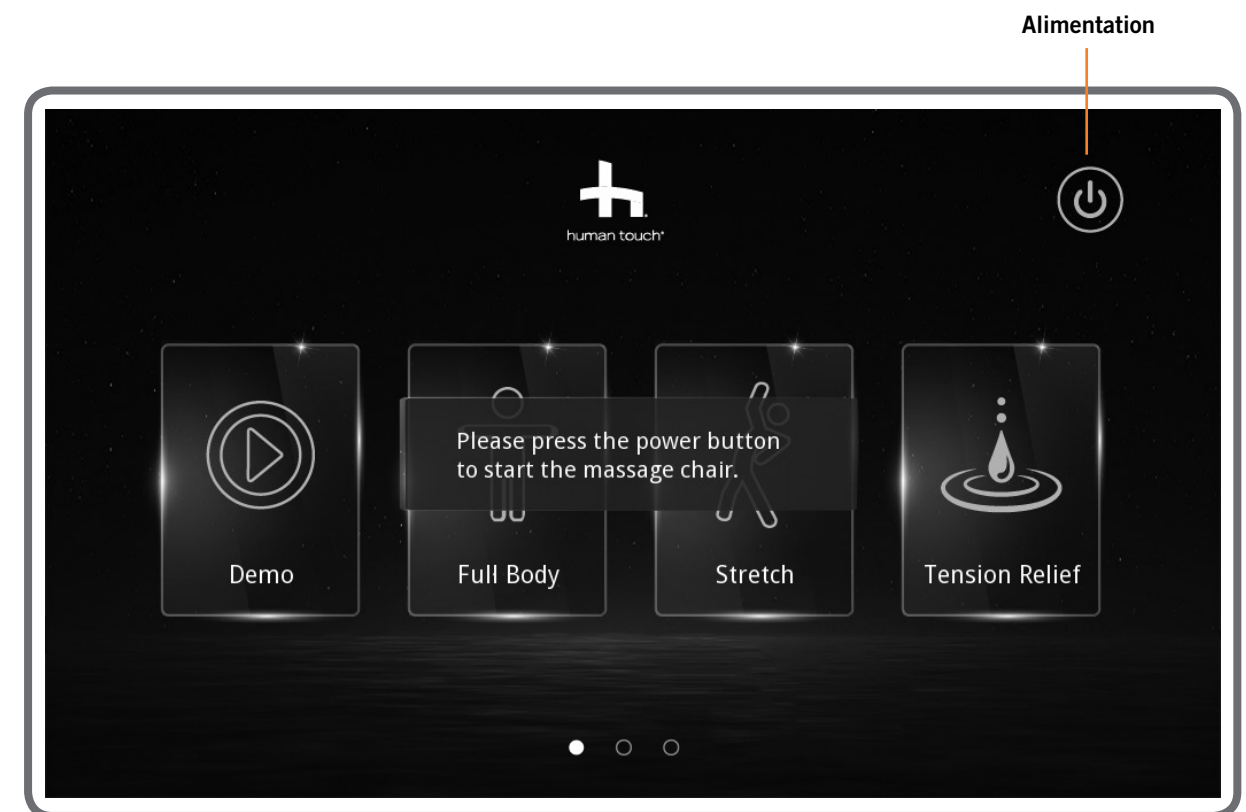 Alimentation
human touch®
Please press the power button
to start the massage chair.
Demo
Full Body
Stretch
Tension Relief